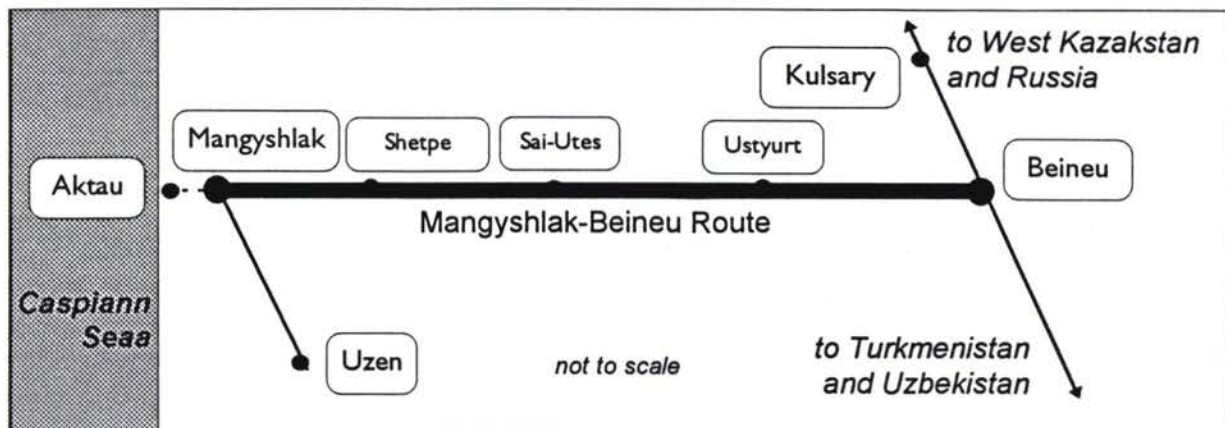 to West Kazakstan
and Russia
Kulsary
Mangyshlak
Shetpe
Sai-Utes
Ustyurt
Aktau
Beineu
Mangyshlak-Beineu Route
Caspiann
Seaa
Uzen
not to scale
to Turkmenistan
and Uzbekistan